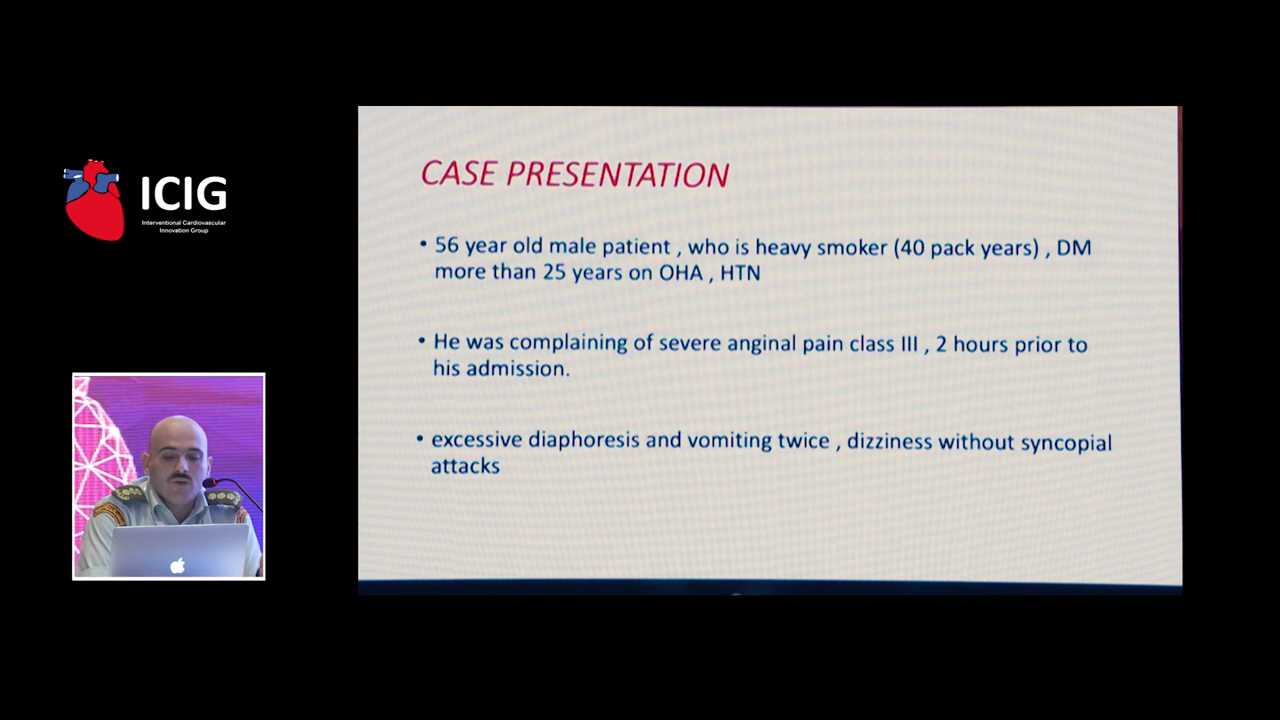 ICIG
Interventional Cardiovascular
Innovation Group
CASE PRESENTATION
• 56 year old male patient , who is heavy smoker (40 pack years) , DM
more than 25 years on OHA , HTN
• He was complaining of severe anginal pain class III , 2 hours prior to
his admission.
• excessive diaphoresis and vomiting twice , dizziness without syncopial
attacks